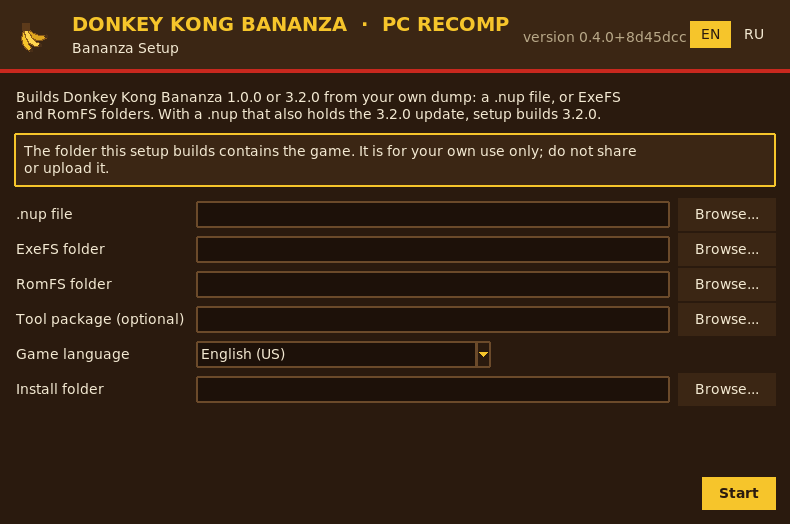 DONKEY KONG BANANZA · PC RECOMP
Bananza Setup
version 0.4.0+8d45dcc
EN
RU
Builds Donkey Kong Bananza 1.0.0 or 3.2.0 from your own dump: a .nup file, or ExeFS
and RomFS folders. With a .nup that also holds the 3.2.0 update, setup builds 3.2.0.
The folder this setup builds contains the game. It is for your own use only; do not share
or upload it.
.nup file
Browse...
ExeFS folder
Browse...
RomFS folder
Browse...
Tool package (optional)
Browse...
Game language
English (US)
Install folder
Browse...
Start